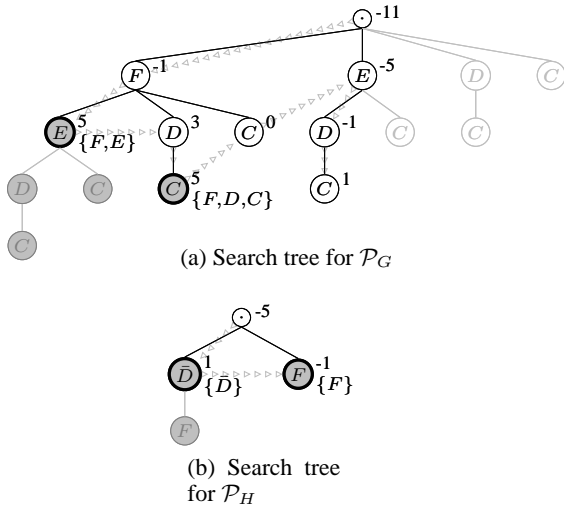 · -11
F -1 E -5 D C
E 5 D 3 C 0 D -1 C C
{F,E}
D C C 5 C 1
{F,D,C}
C
(a) Search tree for 𝒫_G
· -5
D̄ 1 F -1
{D̄} {F}
F
(b) Search tree
for 𝒫_H